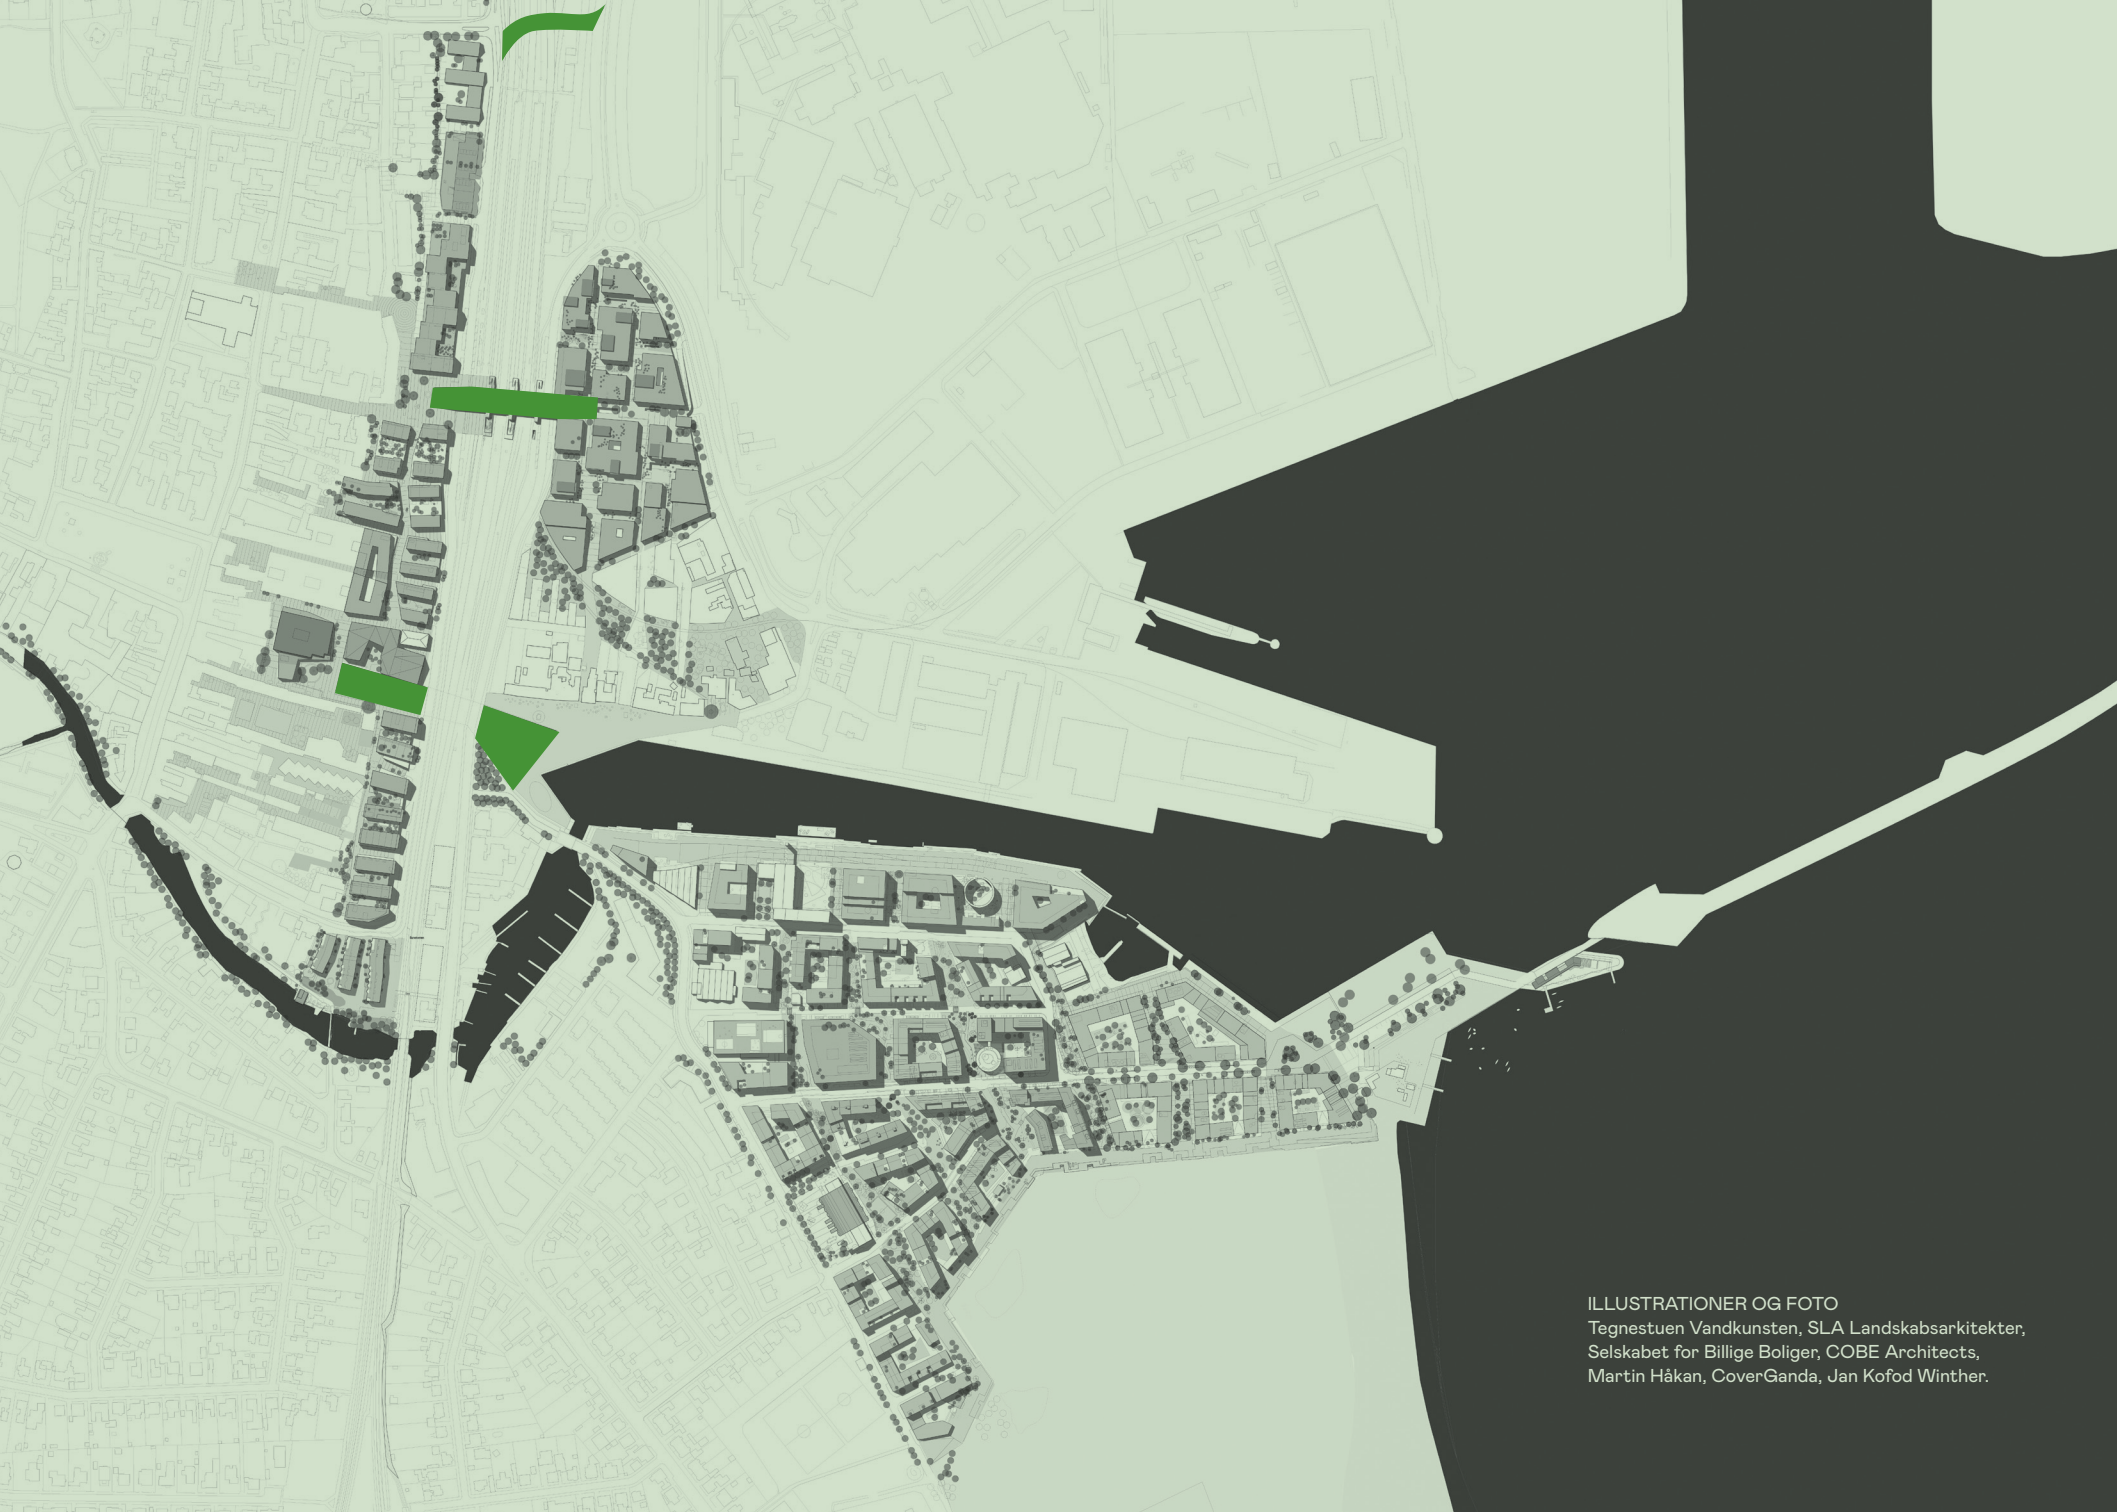 ILLUSTRATIONER OG FOTO
Tegnestuen Vandkunsten, SLA Landskabsarkitekter,
Selskabet for Billige Boliger, COBE Architects,
Martin Håkan, CoverGanda, Jan Kofod Winther.